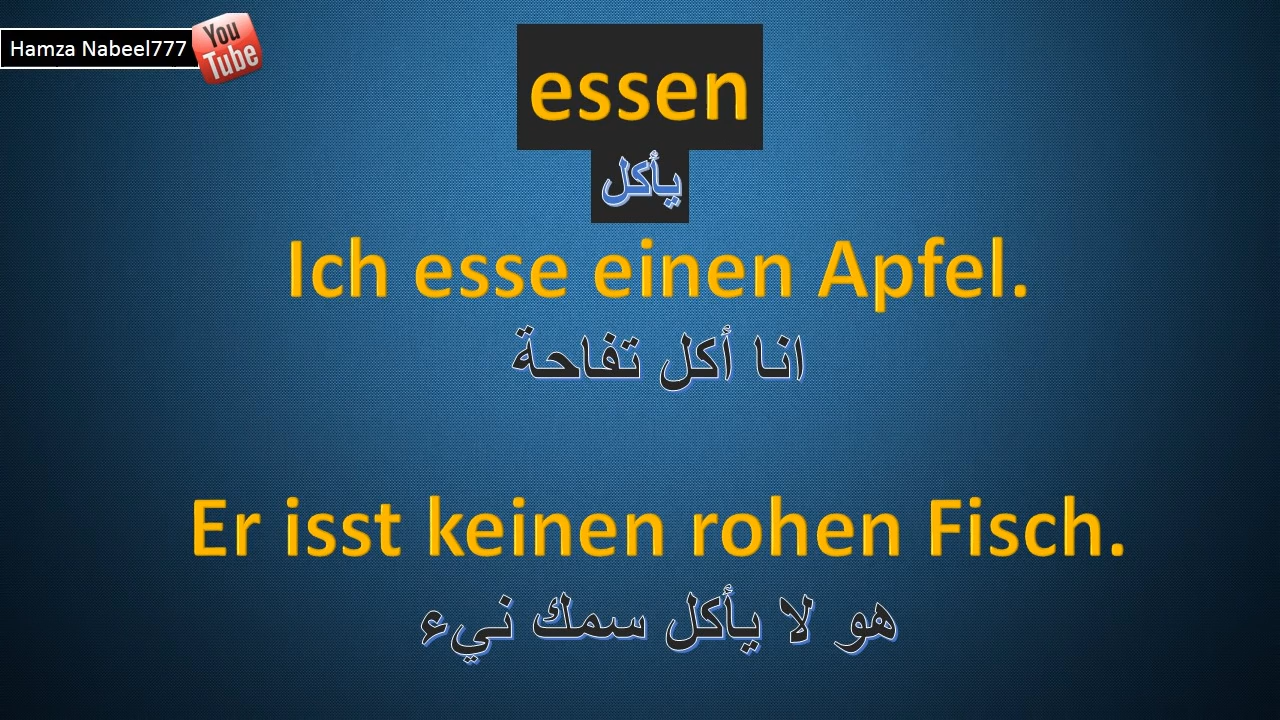 Hamza Nabeel777
You
Tube
essen
يأكل
Ich esse einen Apfel.
انا أكل تفاحة
Er isst keinen rohen Fisch.
هو لا يأكل سمك نيء